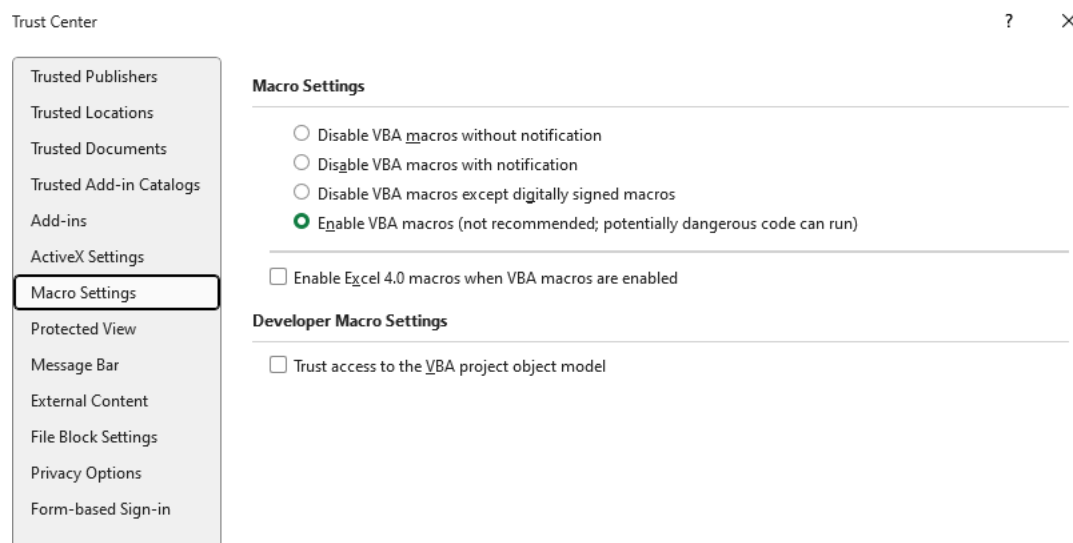 Trust Center
?
Trusted Publishers
Trusted Locations
Trusted Documents
Trusted Add-in Catalogs
Add-ins
ActiveX Settings
Macro Settings
Protected View
Message Bar
External Content
File Block Settings
Privacy Options
Form-based Sign-in
Macro Settings
Disable VBA macros without notification
Disable VBA macros with notification
Disable VBA macros except digitally signed macros
Enable VBA macros (not recommended; potentially dangerous code can run)
Enable Excel 4.0 macros when VBA macros are enabled
Developer Macro Settings
Trust access to the VBA project object model